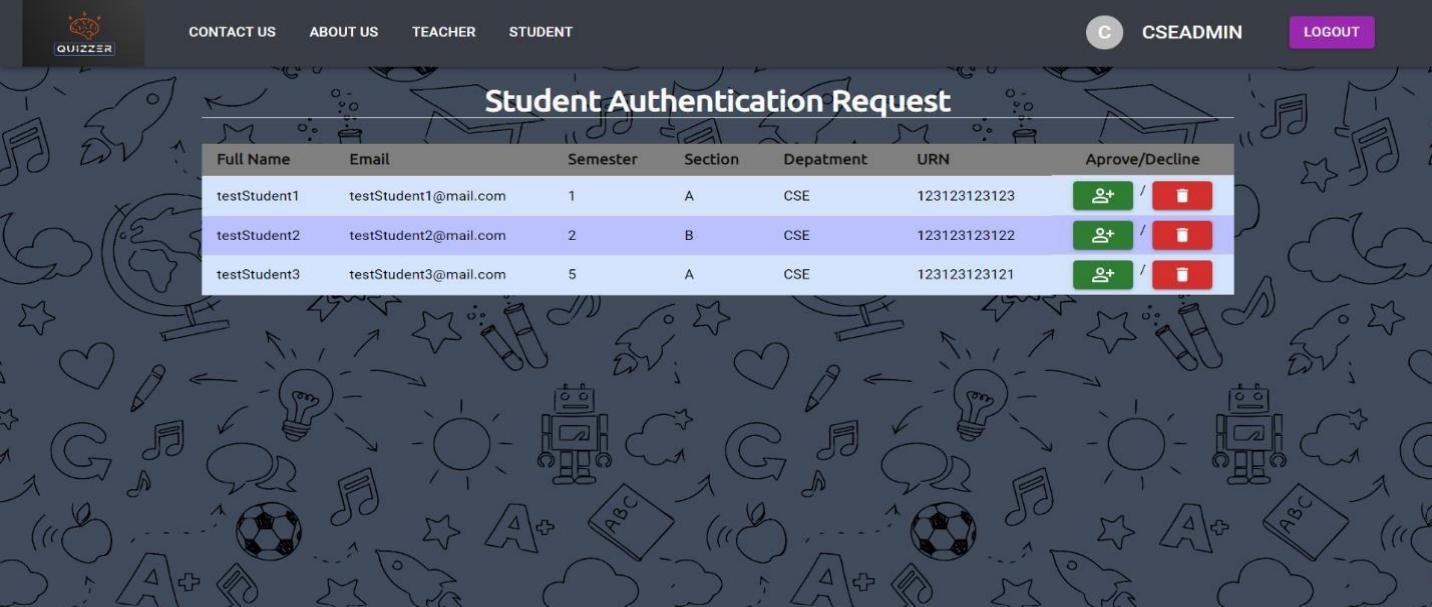 QUIZZER CONTACT US ABOUT US TEACHER STUDENT C CSEADMIN LOGOUT
Student Authentication Request
Full Name Email Semester Section Depatment URN Aprove/Decline
testStudent1 testStudent1@mail.com 1 A CSE 123123123123 /
testStudent2 testStudent2@mail.com 2 B CSE 123123123122 /
testStudent3 testStudent3@mail.com 5 A CSE 123123123121 /
ABC ABC
A+ A+
A+ A+